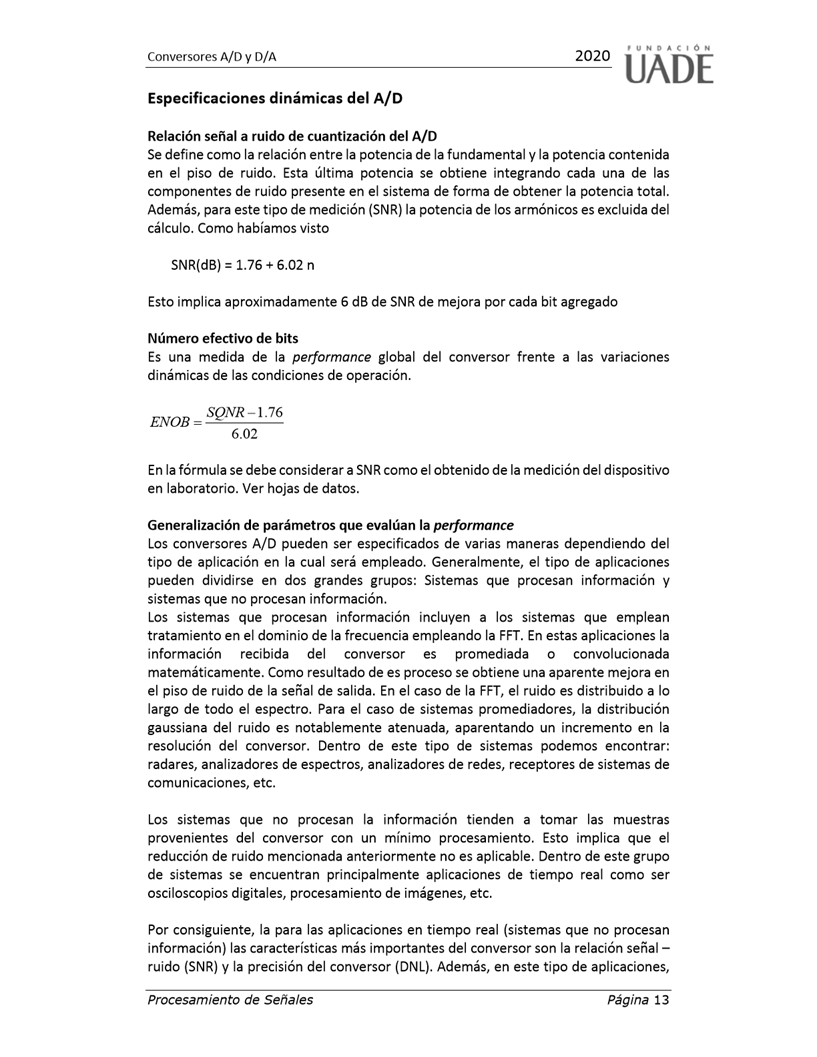 Conversores A/D y D/A 2020 FUNDACIÓN
UADE
Especificaciones dinámicas del A/D
Relación señal a ruido de cuantización del A/D
Se define como la relación entre la potencia de la fundamental y la potencia contenida
en el piso de ruido. Esta última potencia se obtiene integrando cada una de las
componentes de ruido presente en el sistema de forma de obtener la potencia total.
Además, para este tipo de medición (SNR) la potencia de los armónicos es excluida del
cálculo. Como habíamos visto
SNR(dB) = 1.76 + 6.02 n
Esto implica aproximadamente 6 dB de SNR de mejora por cada bit agregado
Número efectivo de bits
Es una medida de la performance global del conversor frente a las variaciones
dinámicas de las condiciones de operación.
ENOB = \frac{SQNR - 1.76}{6.02}
En la fórmula se debe considerar a SNR como el obtenido de la medición del dispositivo
en laboratorio. Ver hojas de datos.
Generalización de parámetros que evalúan la performance
Los conversores A/D pueden ser especificados de varias maneras dependiendo del
tipo de aplicación en la cual será empleado. Generalmente, el tipo de aplicaciones
pueden dividirse en dos grandes grupos: Sistemas que procesan información y
sistemas que no procesan información.
Los sistemas que procesan información incluyen a los sistemas que emplean
tratamiento en el dominio de la frecuencia empleando la FFT. En estas aplicaciones la
información recibida del conversor es promediada o convolucionada
matemáticamente. Como resultado de es proceso se obtiene una aparente mejora en
el piso de ruido de la señal de salida. En el caso de la FFT, el ruido es distribuido a lo
largo de todo el espectro. Para el caso de sistemas promediadores, la distribución
gaussiana del ruido es notablemente atenuada, aparentando un incremento en la
resolución del conversor. Dentro de este tipo de sistemas podemos encontrar:
radares, analizadores de espectros, analizadores de redes, receptores de sistemas de
comunicaciones, etc.
Los sistemas que no procesan la información tienden a tomar las muestras
provenientes del conversor con un mínimo procesamiento. Esto implica que el
reducción de ruido mencionada anteriormente no es aplicable. Dentro de este grupo
de sistemas se encuentran principalmente aplicaciones de tiempo real como ser
osciloscopios digitales, procesamiento de imágenes, etc.
Por consiguiente, la para las aplicaciones en tiempo real (sistemas que no procesan
información) las características más importantes del conversor son la relación señal –
ruido (SNR) y la precisión del conversor (DNL). Además, en este tipo de aplicaciones,
Procesamiento de Señales Página 13